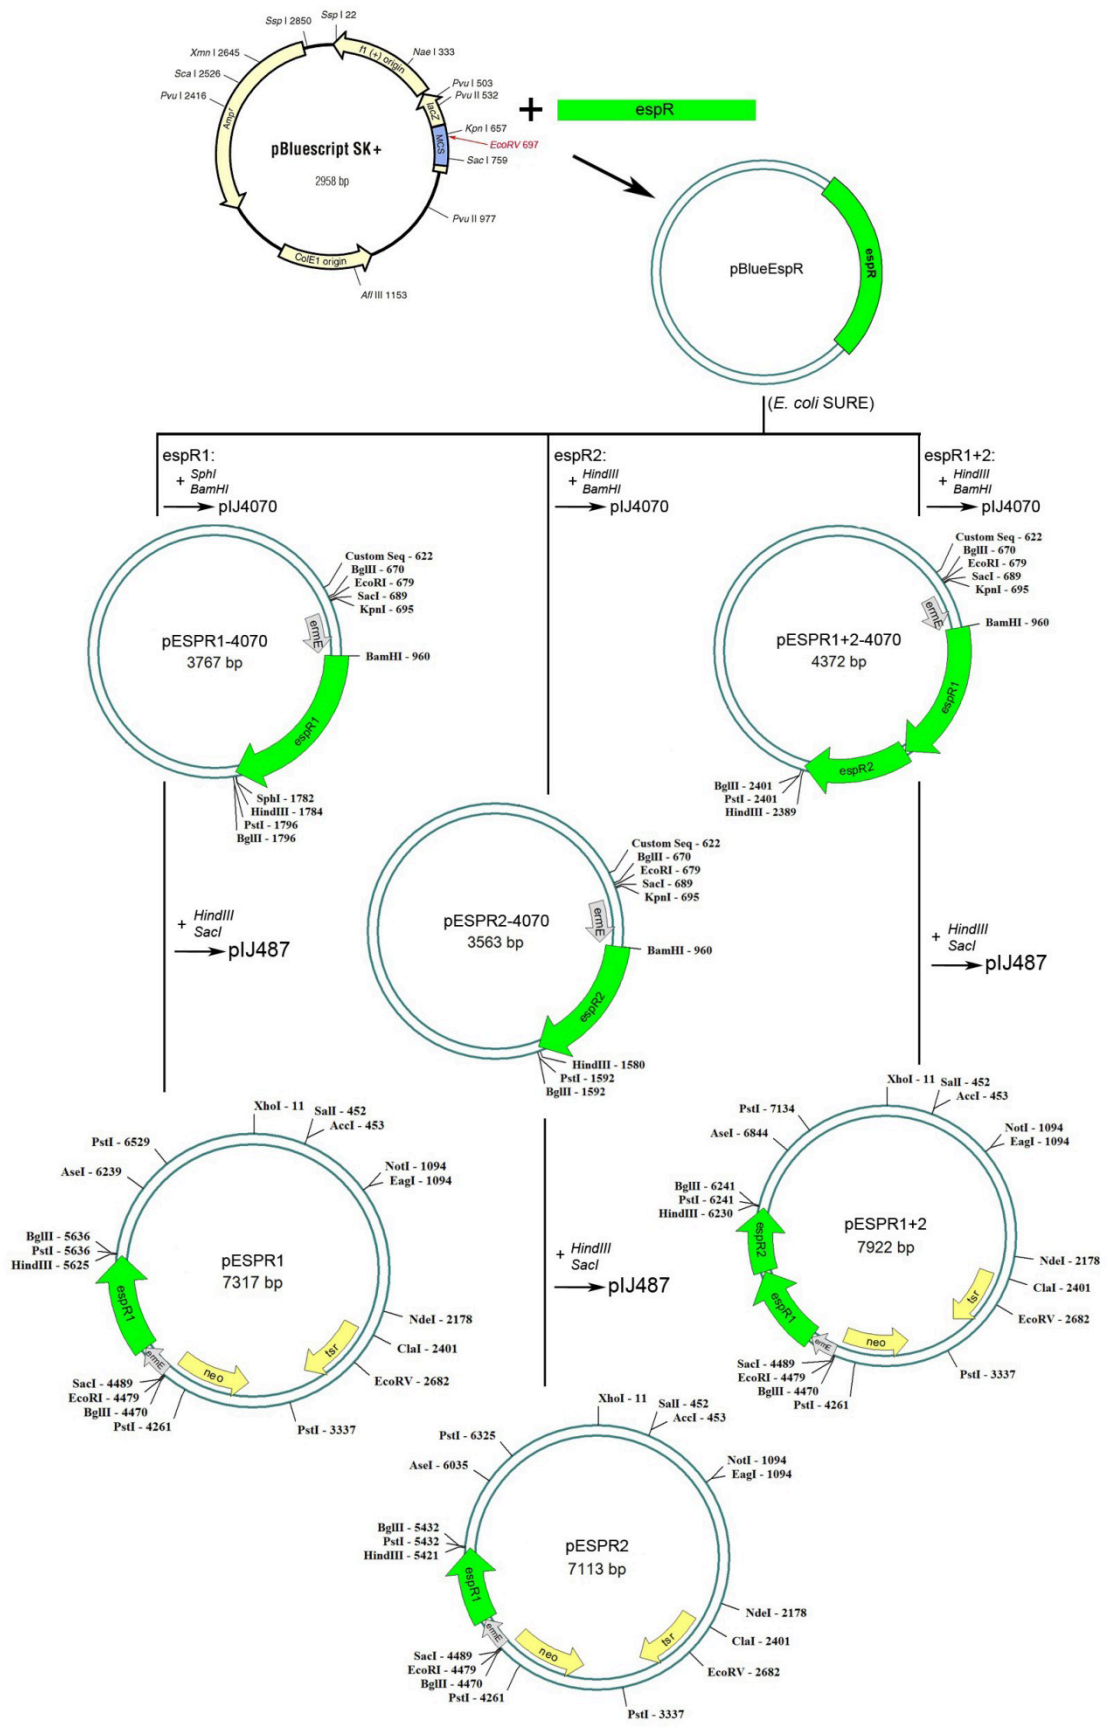 Ssp I 2850
Ssp I 22
Xmn I 2645
Nae I 333
f1 (+) origin
Sca I 2526
Pvu I 503
Pvu I 2416
Pvu II 532
Ampr
lacZ
Kpn I 657
MCS
EcoRV 697
pBluescript SK+
Sac I 759
2958 bp
Pvu II 977
ColE1 origin
Afl III 1153
+
espR
pBlueEspR
espR
(E. coli SURE)
espR1:
+ SphI
BamHI
pIJ4070
espR2:
+ HindIII
BamHI
pIJ4070
espR1+2:
+ HindIII
BamHI
pIJ4070
Custom Seq - 622
BglII - 670
EcoRI - 679
SacI - 689
KpnI - 695
ermE
pESPR1-4070
3767 bp
BamHI - 960
espR1
SphI - 1782
HindIII - 1784
PstI - 1796
BglII - 1796
Custom Seq - 622
BglII - 670
EcoRI - 679
SacI - 689
KpnI - 695
ermE
BamHI - 960
pESPR1+2-4070
4372 bp
espR1
espR2
BglII - 2401
PstI - 2401
HindIII - 2389
Custom Seq - 622
BglII - 670
EcoRI - 679
SacI - 689
KpnI - 695
ermE
pESPR2-4070
3563 bp
BamHI - 960
espR2
HindIII - 1580
PstI - 1592
BglII - 1592
+ HindIII
SacI
pIJ487
+ HindIII
SacI
pIJ487
XhoI - 11
SalI - 452
AccI - 453
PstI - 6529
AseI - 6239
NotI - 1094
EagI - 1094
BglII - 5636
PstI - 5636
HindIII - 5625
pESPR1
7317 bp
espR1
NdeI - 2178
ClaI - 2401
tsr
EcoRV - 2682
ermE
neo
SacI - 4489
EcoRI - 4479
BglII - 4470
PstI - 4261
PstI - 3337
+ HindIII
SacI
pIJ487
XhoI - 11
SalI - 452
AccI - 453
PstI - 7134
AseI - 6844
NotI - 1094
EagI - 1094
BglII - 6241
PstI - 6241
HindIII - 6230
pESPR1+2
7922 bp
espR2
espR1
NdeI - 2178
ClaI - 2401
tsr
EcoRV - 2682
ermE
neo
SacI - 4489
EcoRI - 4479
BglII - 4470
PstI - 4261
PstI - 3337
XhoI - 11
SalI - 452
AccI - 453
PstI - 6325
AseI - 6035
NotI - 1094
EagI - 1094
BglII - 5432
PstI - 5432
HindIII - 5421
pESPR2
7113 bp
espR1
NdeI - 2178
ClaI - 2401
tsr
EcoRV - 2682
ermE
neo
SacI - 4489
EcoRI - 4479
BglII - 4470
PstI - 4261
PstI - 3337